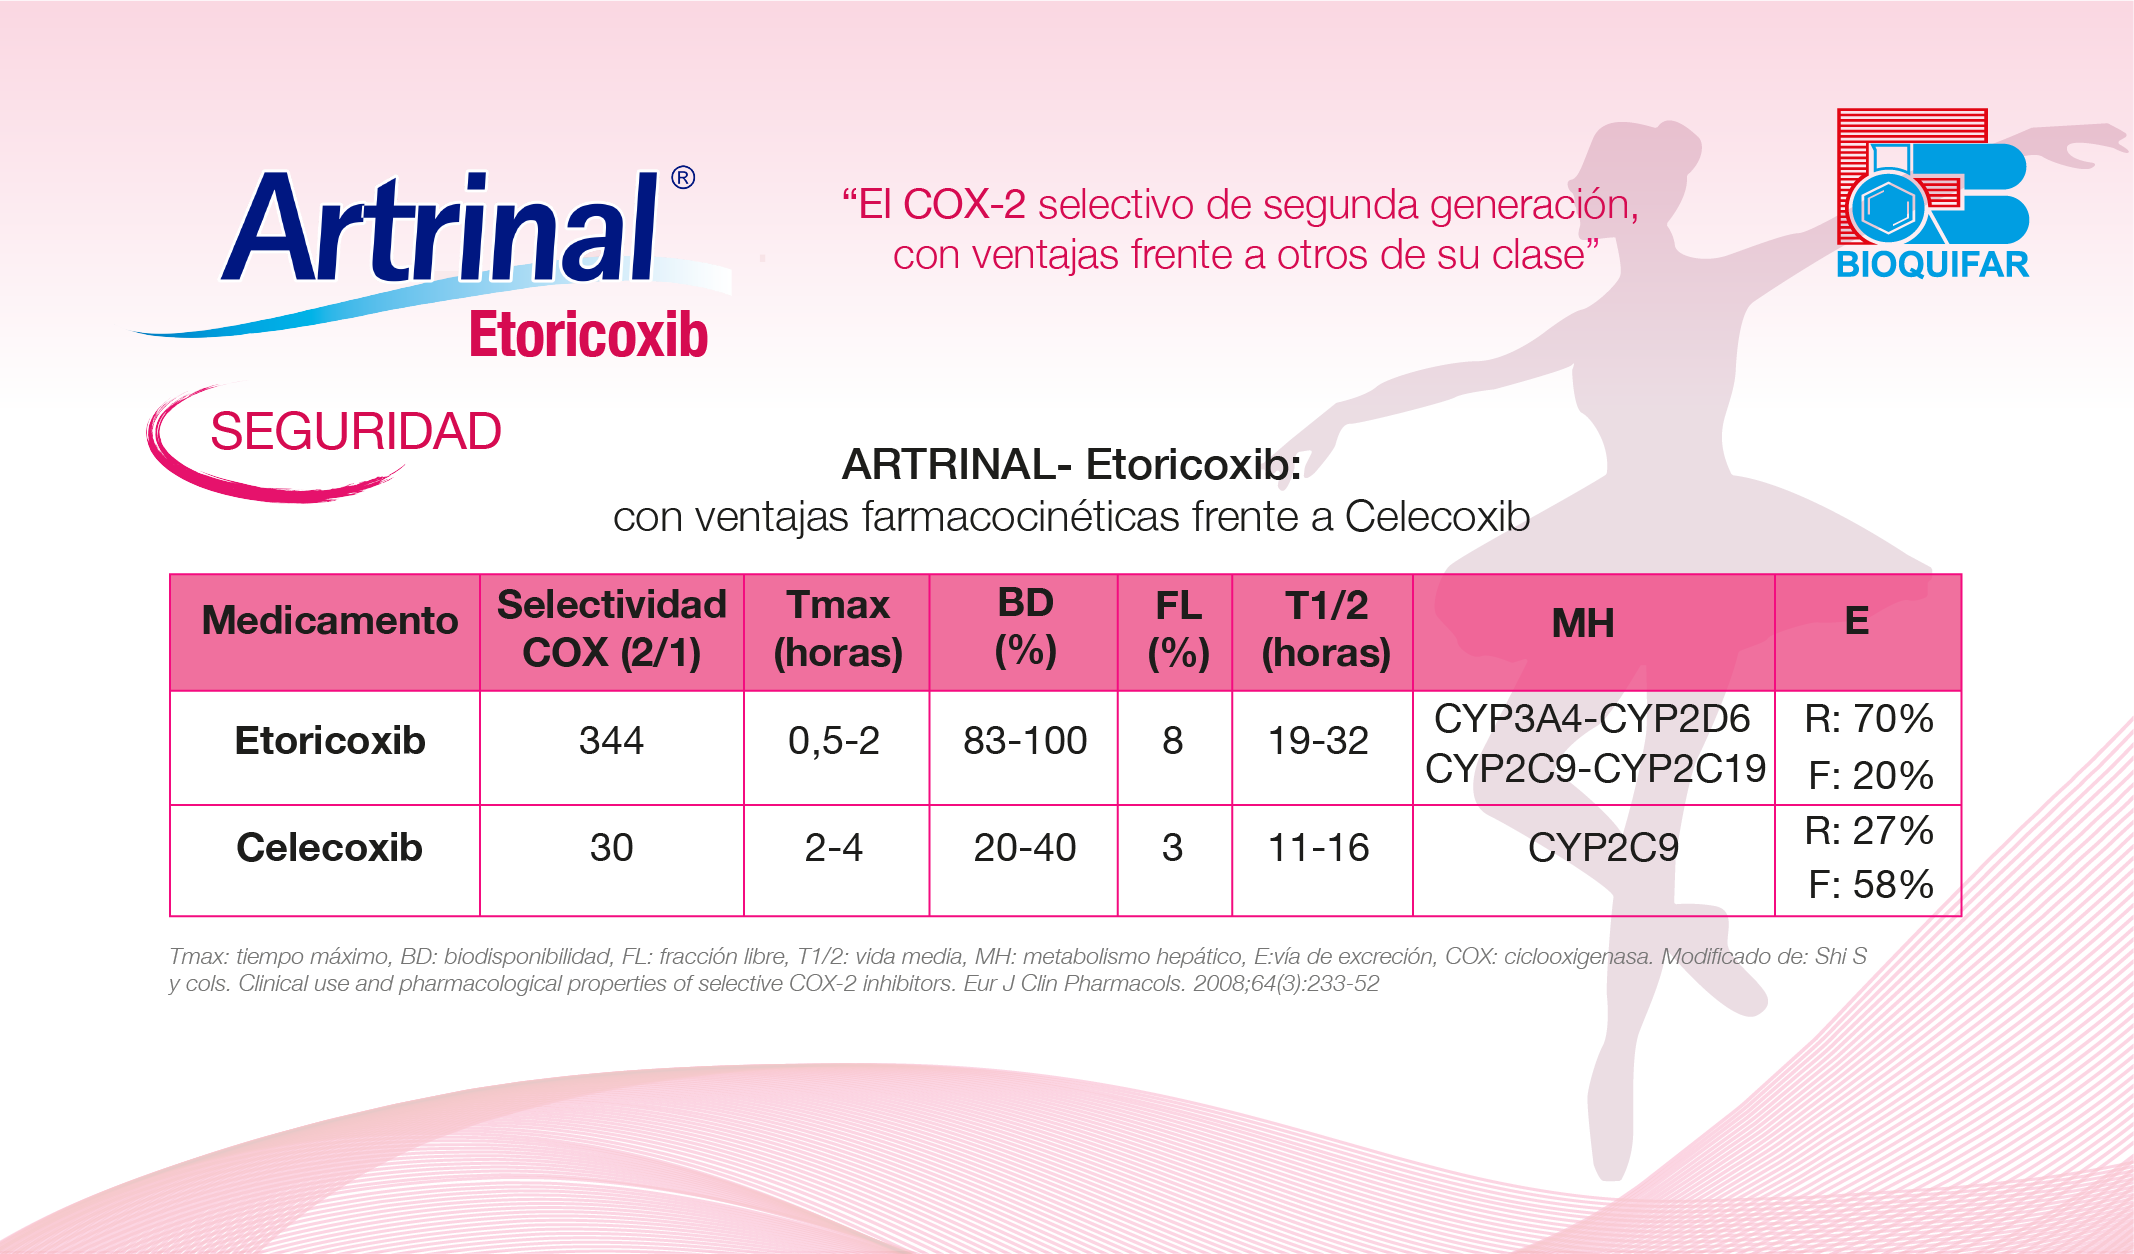 Artrinal®
Etoricoxib
“El COX-2 selectivo de segunda generación,
con ventajas frente a otros de su clase”
BIOQUIFAR
SEGURIDAD
ARTRINAL- Etoricoxib:
con ventajas farmacocinéticas frente a Celecoxib
Medicamento Selectividad COX (2/1) Tmax (horas) BD (%) FL (%) T1/2 (horas) MH E
Etoricoxib 344 0,5-2 83-100 8 19-32 CYP3A4-CYP2D6 CYP2C9-CYP2C19 R: 70% F: 20%
Celecoxib 30 2-4 20-40 3 11-16 CYP2C9 R: 27% F: 58%
Tmax: tiempo máximo, BD: biodisponibilidad, FL: fracción libre, T1/2: vida media, MH: metabolismo hepático, E:vía de excreción, COX: ciclooxigenasa. Modificado de: Shi S
y cols. Clinical use and pharmacological properties of selective COX-2 inhibitors. Eur J Clin Pharmacols. 2008;64(3):233-52